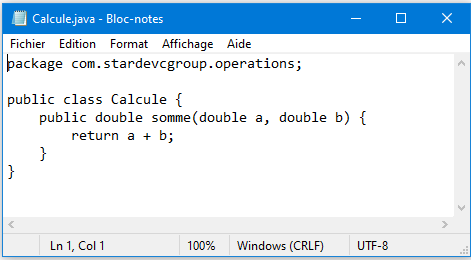 Calcule.java - Bloc-notes
Fichier Edition Format Affichage Aide
package com.stardevcgroup.operations;

public class Calcule {
    public double somme(double a, double b) {
        return a + b;
    }
}
Ln 1, Col 1 100% Windows (CRLF) UTF-8